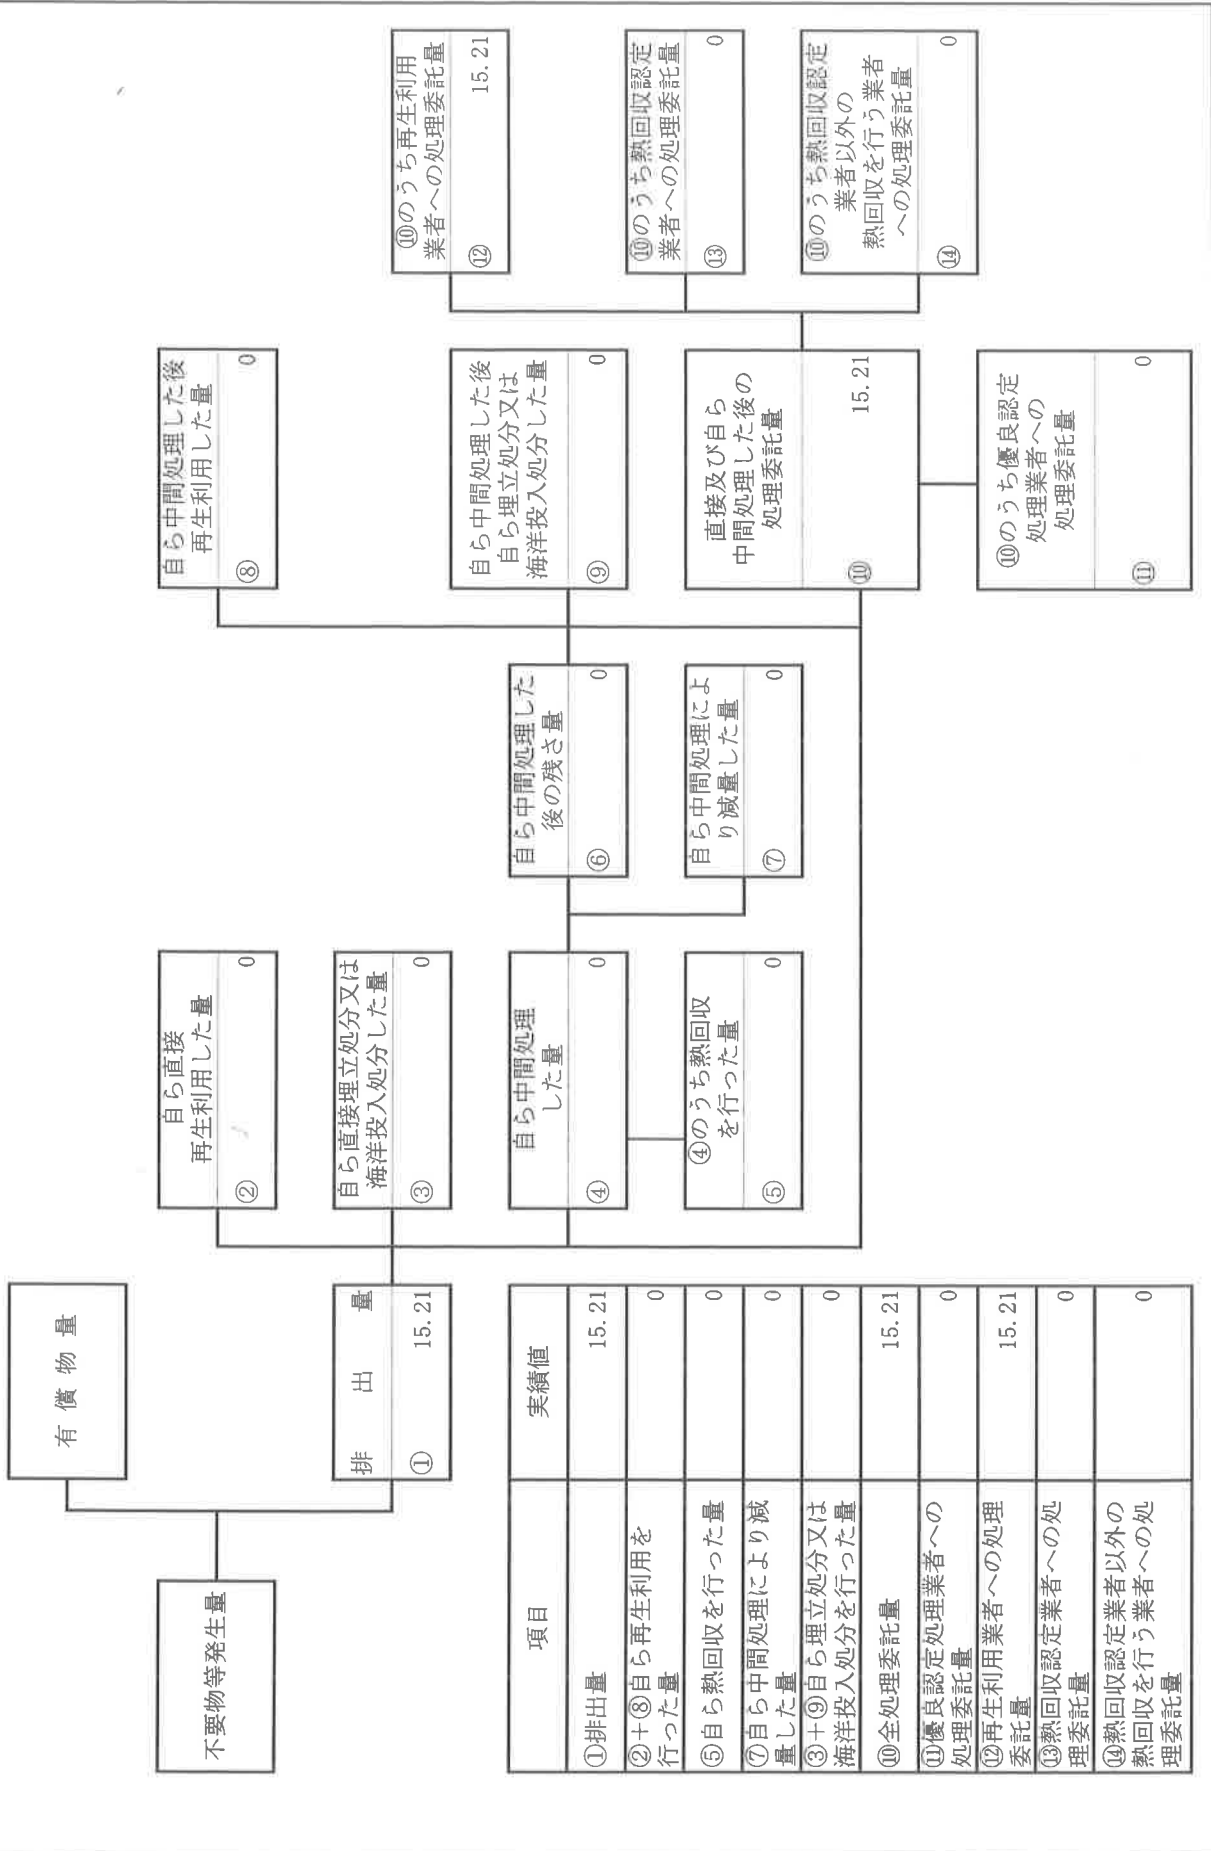 不要物等発生量
有償物量
排出量
① 15.21
自ら直接
再生利用した量
② 0
自ら直接埋立処分又は
海洋投入処分した量
③ 0
自ら中間処理
した量
④ 0
④のうち熱回収
を行った量
⑤ 0
自ら中間処理した
後の残さ量
⑥ 0
自ら中間処理によ
り減量した量
⑦ 0
自ら中間処理した後
再生利用した量
⑧ 0
自ら中間処理した後
自ら埋立処分又は
海洋投入処分した量
⑨ 0
直接及び自ら
中間処理した後の
処理委託量
⑩ 15.21
⑩のうち優良認定
処理業者への
処理委託量
⑪ 0
⑩のうち再生利用
業者への処理委託量
⑫ 15.21
⑩のうち熱回収認定
業者への処理委託量
⑬ 0
⑩のうち熱回収認定
業者以外の
熱回収を行う業者
への処理委託量
⑭ 0
項目 実績値
①排出量 15.21
②+⑧自ら再生利用を
行った量 0
⑤自ら熱回収を行った量 0
⑦自ら中間処理により減
量した量 0
③+⑨自ら埋立処分又は
海洋投入処分を行った量 0
⑩全処理委託量 15.21
⑪優良認定処理業者への
処理委託量 0
⑫再生利用業者への処理
委託量 15.21
⑬熱回収認定業者への処
理委託量 0
⑭熱回収認定業者以外の
熱回収を行う業者への処
理委託量 0